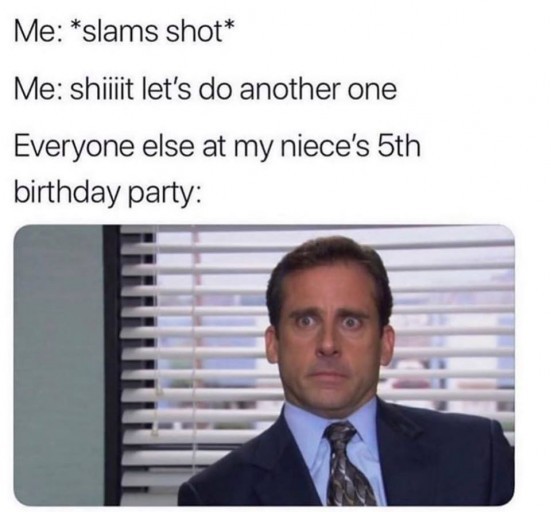 Me: *slams shot*
Me: shiiiit let’s do another one
Everyone else at my niece’s 5th
birthday party: